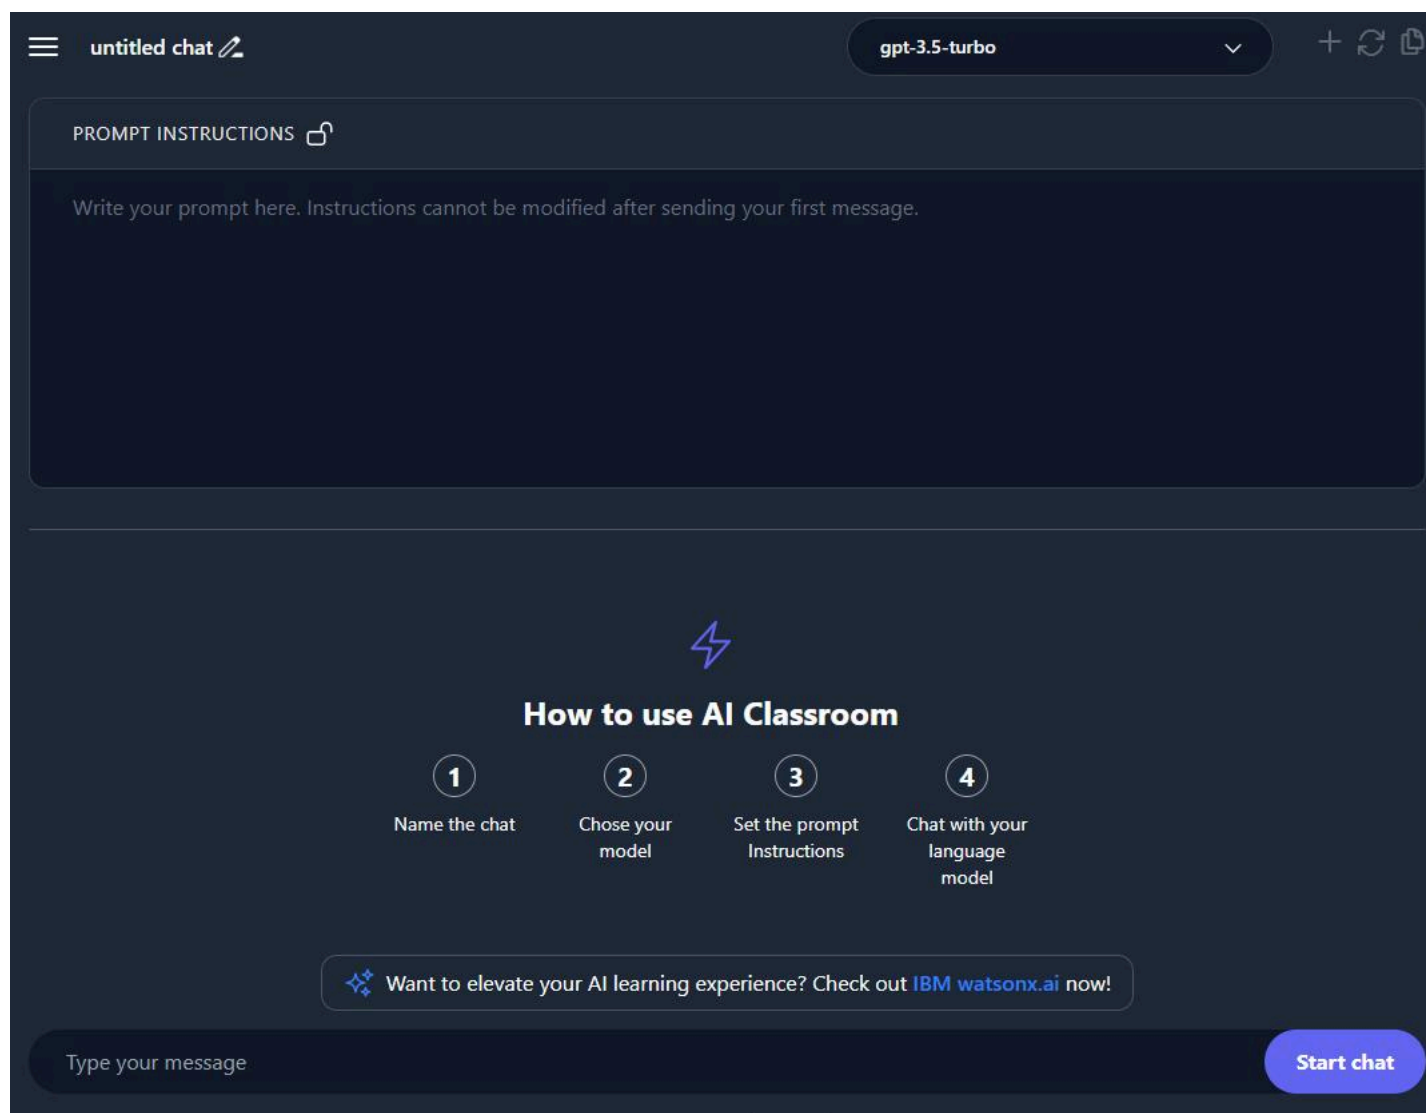 untitled chat
gpt-3.5-turbo
PROMPT INSTRUCTIONS
Write your prompt here. Instructions cannot be modified after sending your first message.
How to use AI Classroom
1
Name the chat
2
Chose your
model
3
Set the prompt
Instructions
4
Chat with your
language
model
Want to elevate your AI learning experience? Check out IBM watsonx.ai now!
Type your message
Start chat